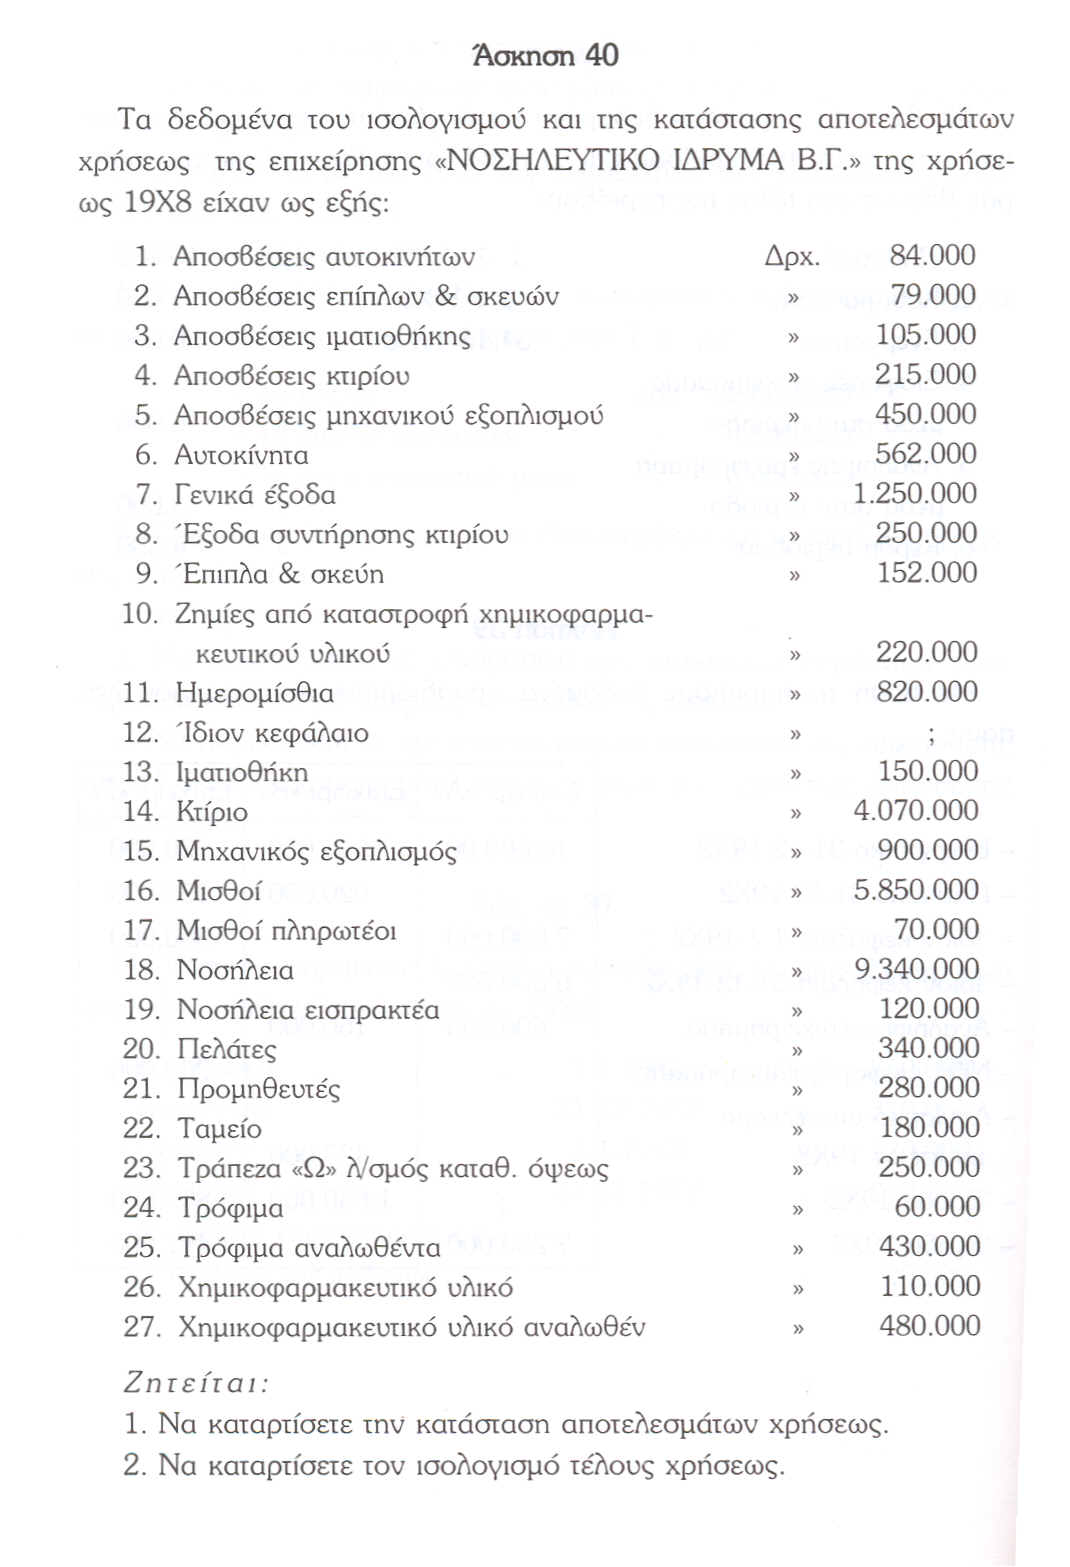 Άσκηση 40
Τα δεδομένα του ισολογισμού και της κατάστασης αποτελεσμάτων
χρήσεως της επιχείρησης «ΝΟΣΗΛΕΥΤΙΚΟ ΙΔΡΥΜΑ Β.Γ.» της χρήσε-
ως 19Χ8 είχαν ως εξής:
1. Αποσβέσεις αυτοκινήτων Δρχ. 84.000
2. Αποσβέσεις επίπλων & σκευών » 79.000
3. Αποσβέσεις ιματιοθήκης » 105.000
4. Αποσβέσεις κτιρίου » 215.000
5. Αποσβέσεις μηχανικού εξοπλισμού » 450.000
6. Αυτοκίνητα » 562.000
7. Γενικά έξοδα » 1.250.000
8. Έξοδα συντήρησης κτιρίου » 250.000
9. Έπιπλα & σκεύη » 152.000
10. Ζημίες από καταστροφή χημικοφαρμα-
κευτικού υλικού » 220.000
11. Ημερομίσθια » 820.000
12. Ίδιον κεφάλαιο » ;
13. Ιματιοθήκη » 150.000
14. Κτίριο » 4.070.000
15. Μηχανικός εξοπλισμός » 900.000
16. Μισθοί » 5.850.000
17. Μισθοί πληρωτέοι » 70.000
18. Νοσήλεια » 9.340.000
19. Νοσήλεια εισπρακτέα » 120.000
20. Πελάτες » 340.000
21. Προμηθευτές » 280.000
22. Ταμείο » 180.000
23. Τράπεζα «Ω» λ/σμός καταθ. όψεως » 250.000
24. Τρόφιμα » 60.000
25. Τρόφιμα αναλωθέντα » 430.000
26. Χημικοφαρμακευτικό υλικό » 110.000
27. Χημικοφαρμακευτικό υλικό αναλωθέν » 480.000
Ζητείται:
1. Να καταρτίσετε την κατάσταση αποτελεσμάτων χρήσεως.
2. Να καταρτίσετε τον ισολογισμό τέλους χρήσεως.